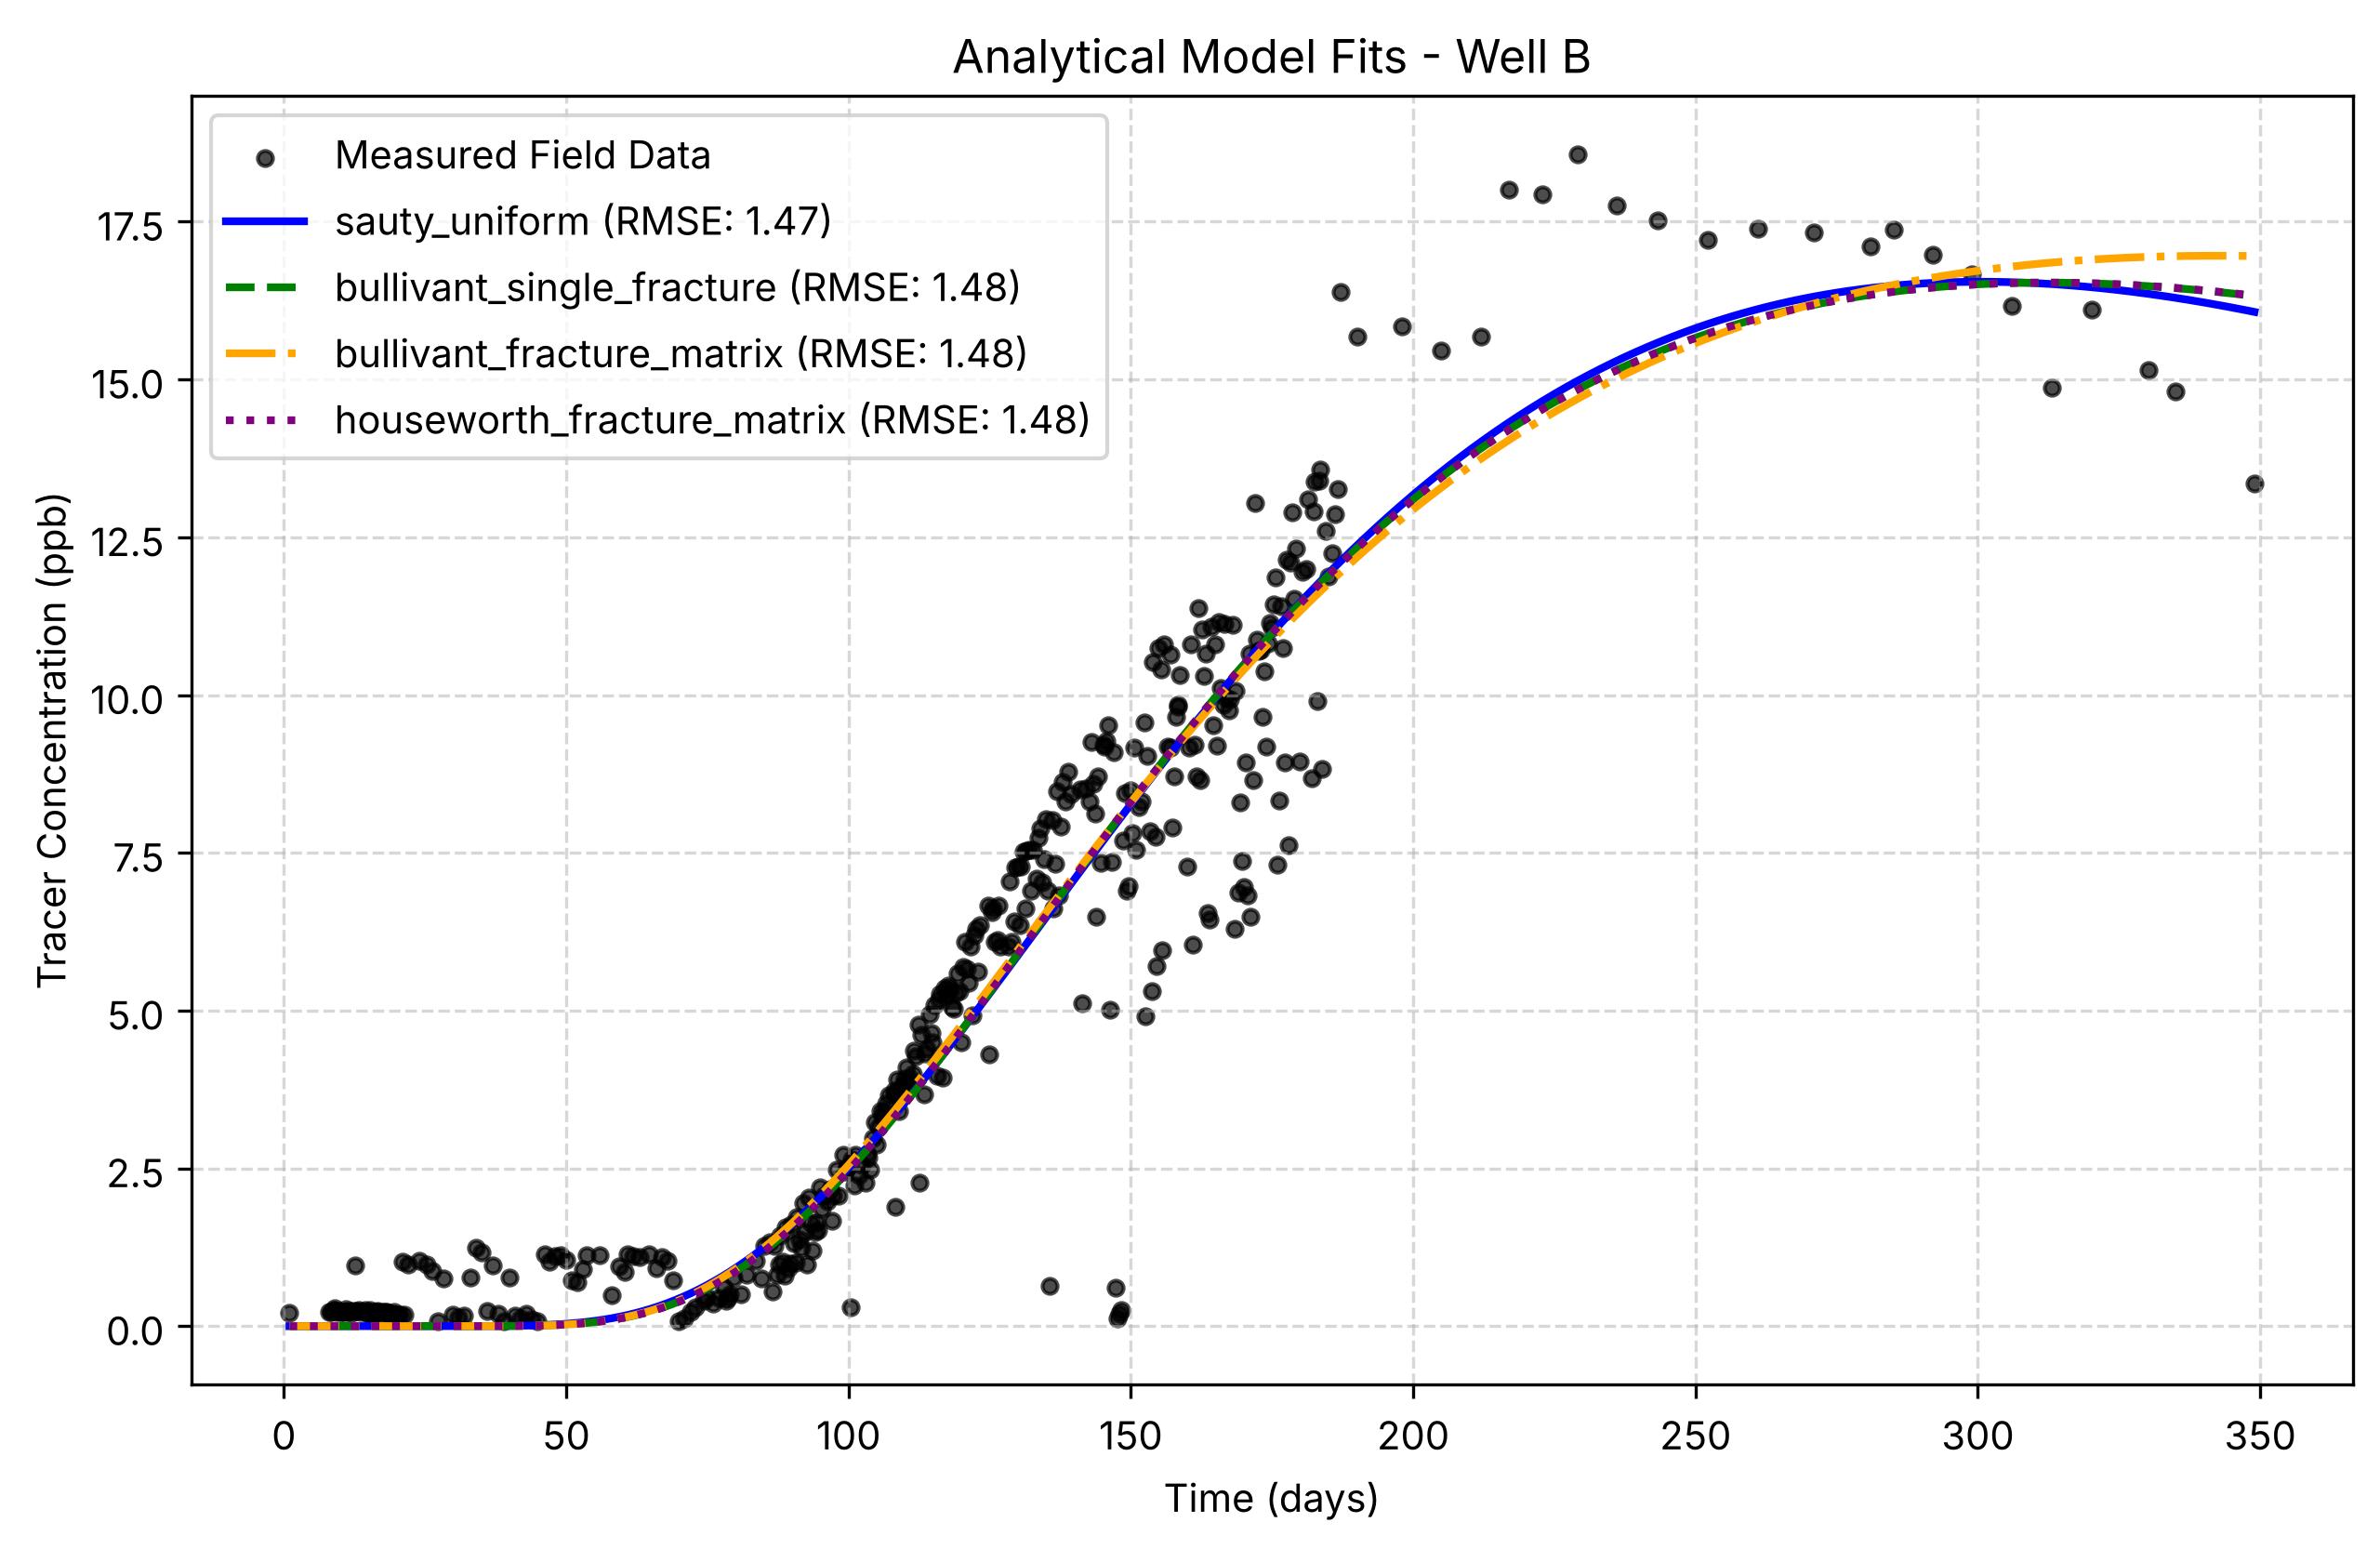 Analytical Model Fits - Well B
Measured Field Data
sauty_uniform (RMSE: 1.47)
bullivant_single_fracture (RMSE: 1.48)
bullivant_fracture_matrix (RMSE: 1.48)
houseworth_fracture_matrix (RMSE: 1.48)
Tracer Concentration (ppb)
17.5
15.0
12.5
10.0
7.5
5.0
2.5
0.0
0 50 100 150 200 250 300 350
Time (days)